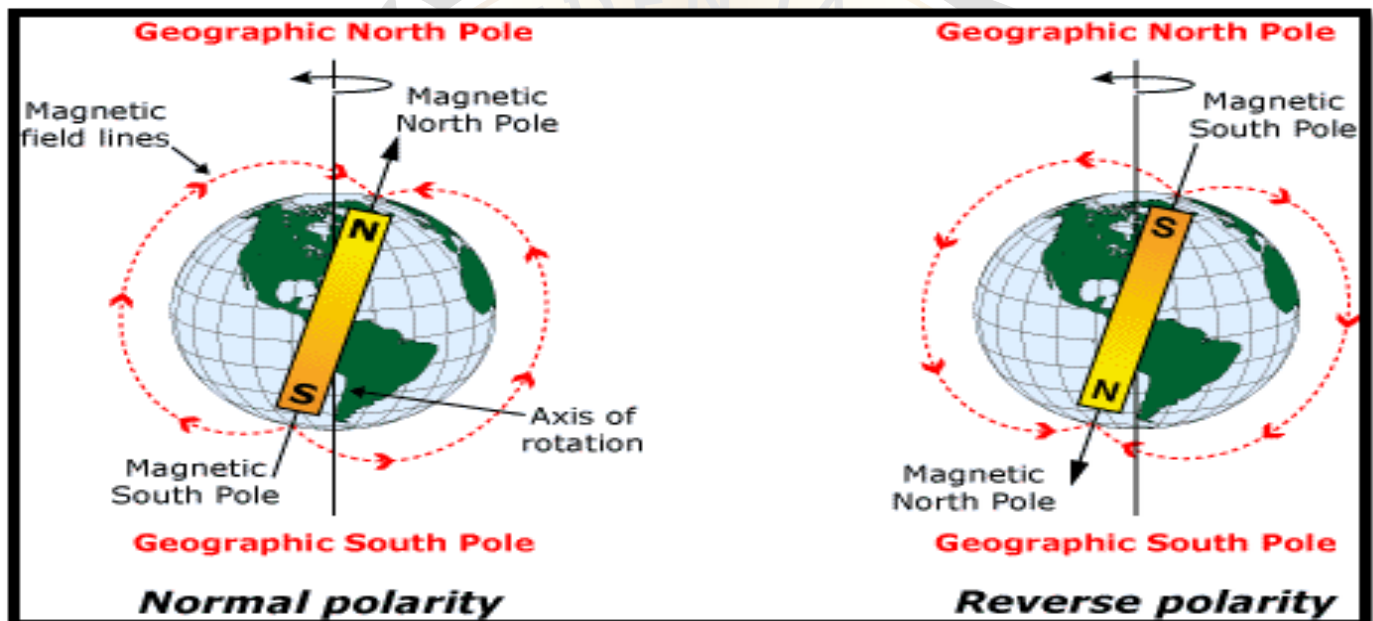 Geographic North Pole
Magnetic
North Pole
Magnetic
field lines
N
S
Axis of
rotation
Magnetic
South Pole
Geographic South Pole
Normal polarity
Geographic North Pole
Magnetic
South Pole
S
N
Magnetic
North Pole
Geographic South Pole
Reverse polarity